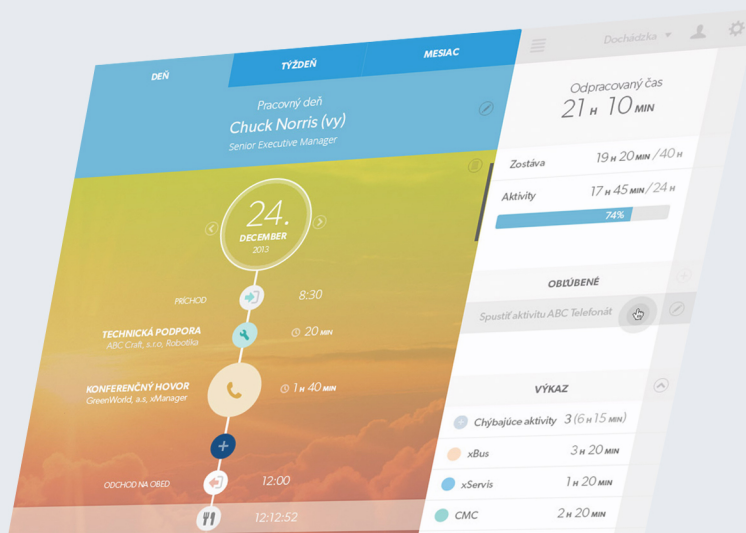 DEŇ
TÝŽDEŇ
MESIAC
Pracovný deň
Chuck Norris (vy)
Senior Executive Manager
24.
DECEMBER
2013
PRÍCHOD
8:30
TECHNICKÁ PODPORA
ABC Craft, s.r.o, Robotika
20 MIN
KONFERENČNÝ HOVOR
GreenWorld, a.s, xManager
1 H 40 MIN
ODCHOD NA OBED
12:00
12:12:52
Dochádzka
Odpracovaný čas
21 H 10 MIN
Zostáva
19 H 20 MIN / 40 H
Aktivity
17 H 45 MIN / 24 H
74%
OBĽÚBENÉ
Spustiť aktivitu ABC Telefonát
VÝKAZ
Chýbajúce aktivity 3 (6 H 15 MIN)
xBus
3 H 20 MIN
xServis
1 H 20 MIN
CMC
2 H 20 MIN